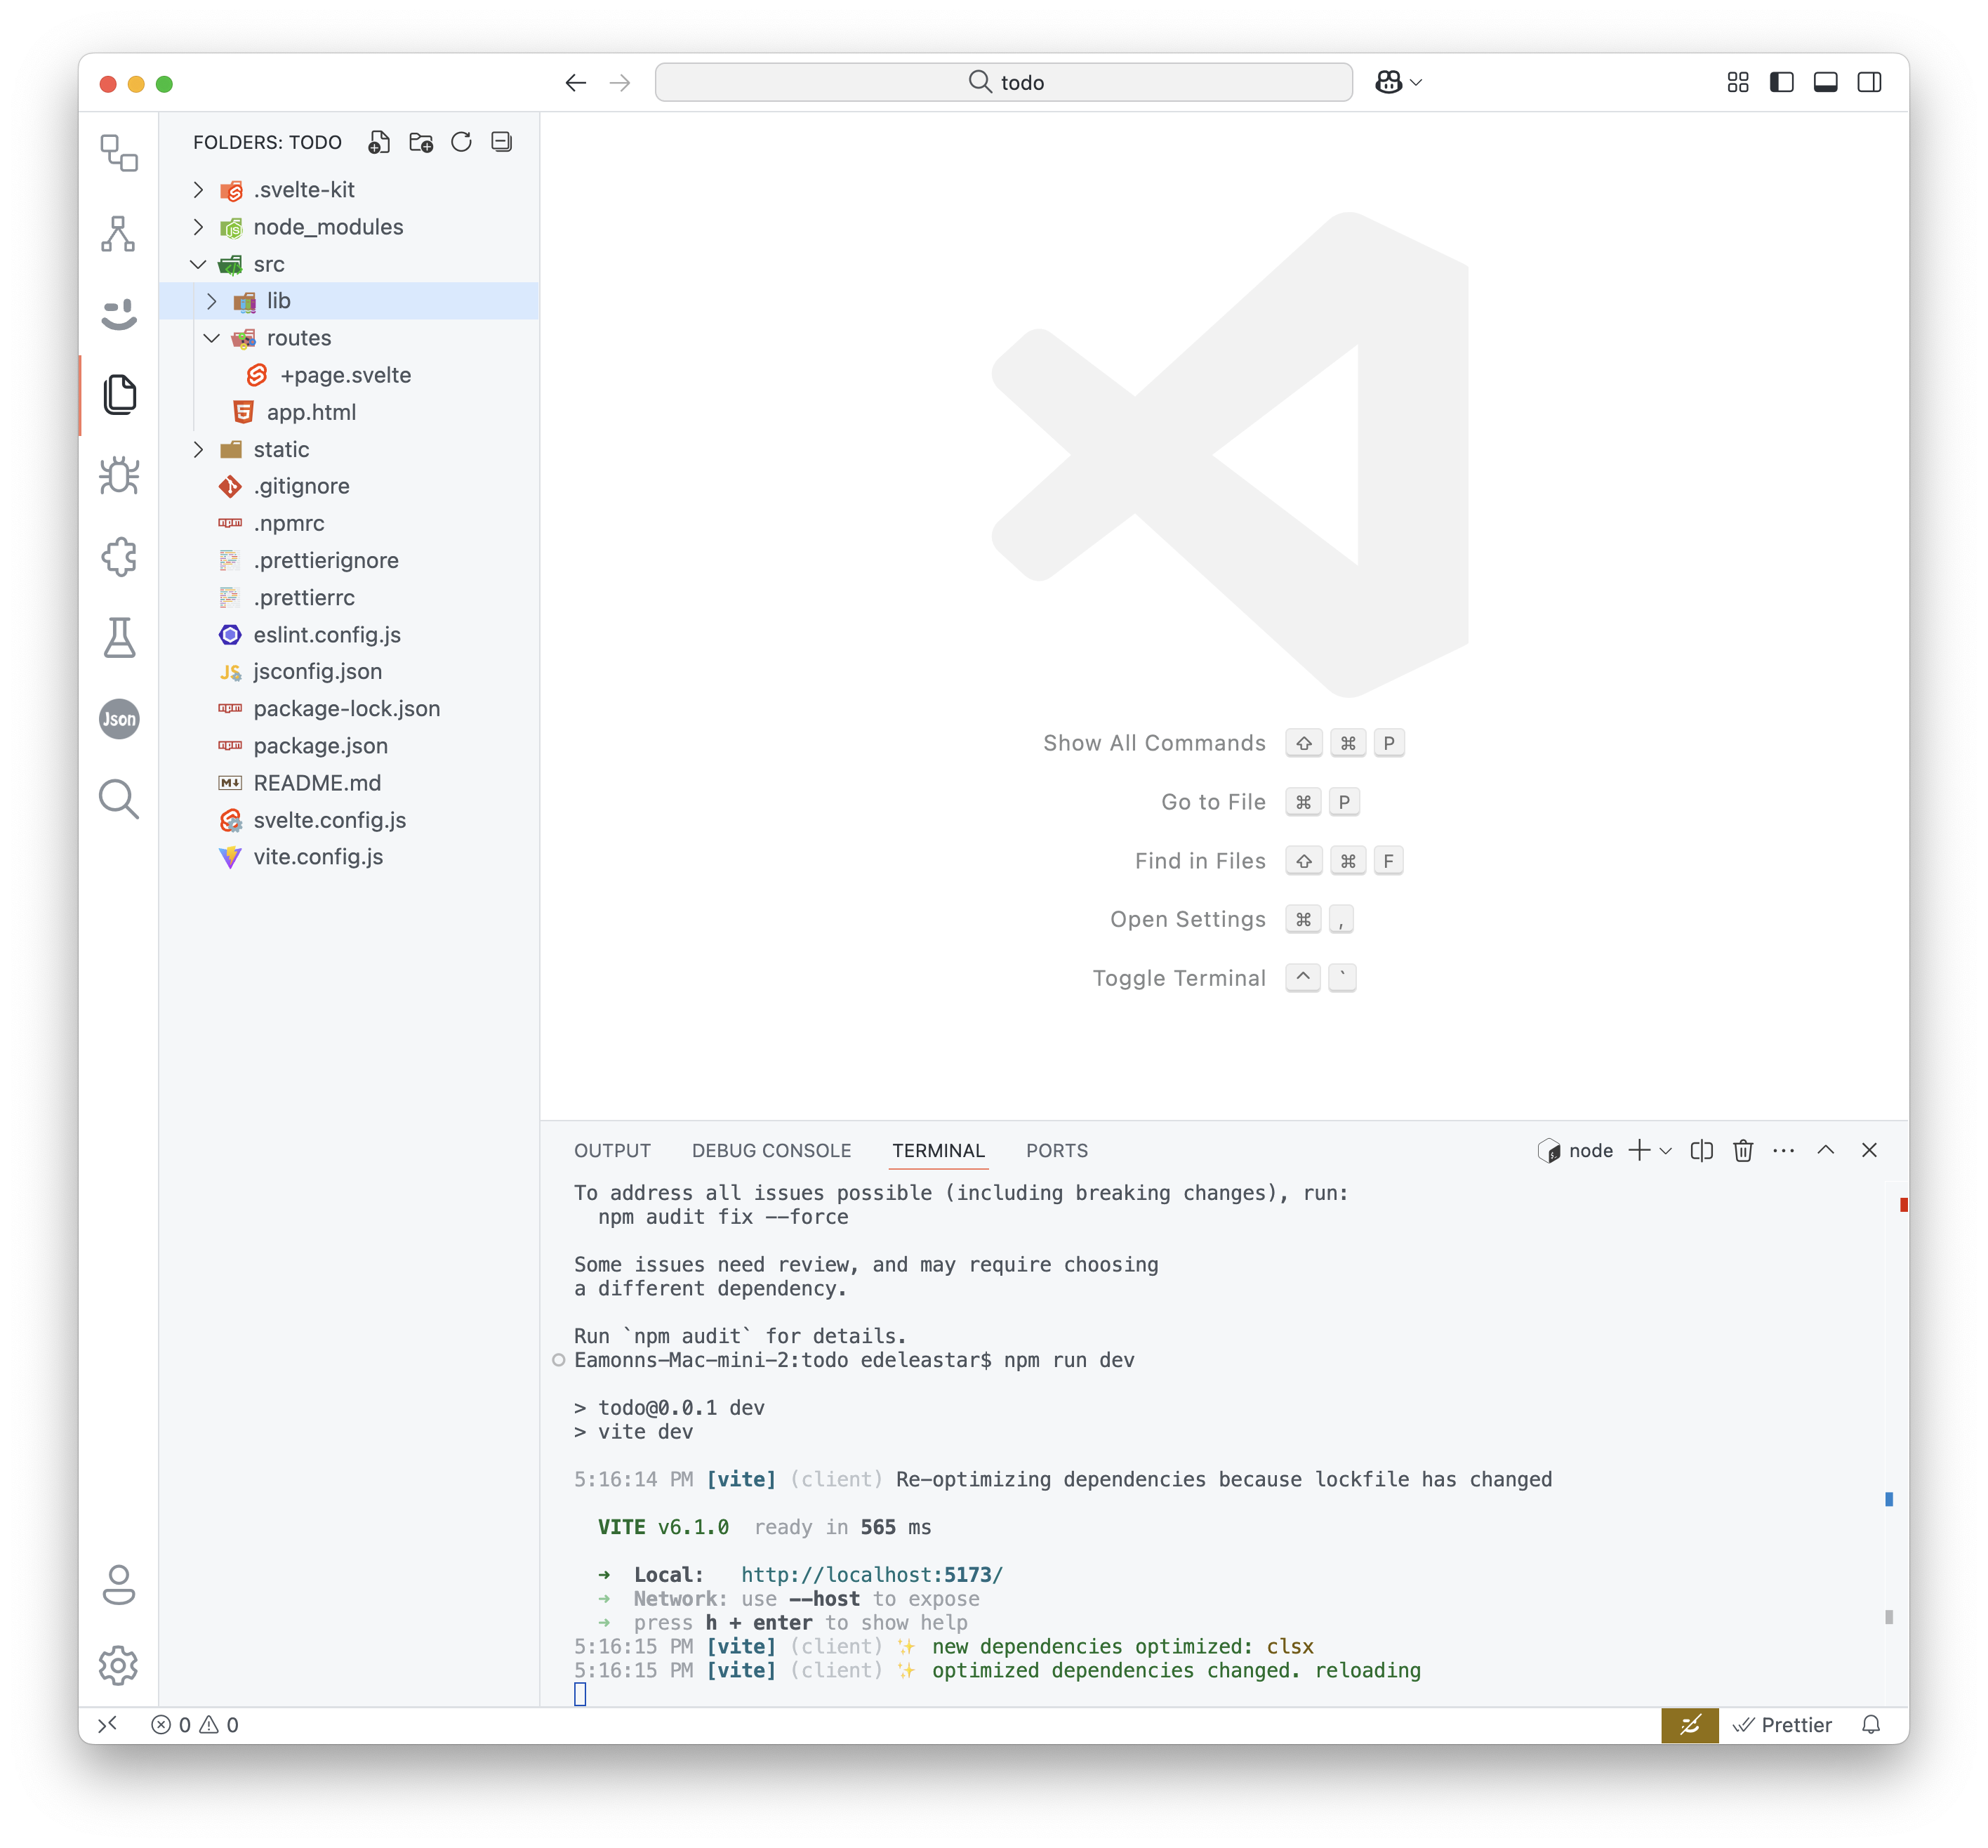 todo
FOLDERS: TODO
.svelte-kit
node_modules
src
lib
routes
+page.svelte
app.html
static
.gitignore
.npmrc
.prettierignore
.prettierrc
eslint.config.js
jsconfig.json
package-lock.json
package.json
README.md
svelte.config.js
vite.config.js
Json
Show All Commands ⇧ ⌘ P
Go to File ⌘ P
Find in Files ⇧ ⌘ F
Open Settings ⌘ ,
Toggle Terminal ^ `
OUTPUT DEBUG CONSOLE TERMINAL PORTS node
To address all issues possible (including breaking changes), run:
npm audit fix --force
Some issues need review, and may require choosing
a different dependency.
Run `npm audit` for details.
Eamonns-Mac-mini-2:todo edeleastar$ npm run dev
> todo@0.0.1 dev
> vite dev
5:16:14 PM [vite] (client) Re-optimizing dependencies because lockfile has changed
VITE v6.1.0 ready in 565 ms
➜ Local: http://localhost:5173/
➜ Network: use --host to expose
➜ press h + enter to show help
5:16:15 PM [vite] (client) ✨ new dependencies optimized: clsx
5:16:15 PM [vite] (client) ✨ optimized dependencies changed. reloading
0 0 Prettier